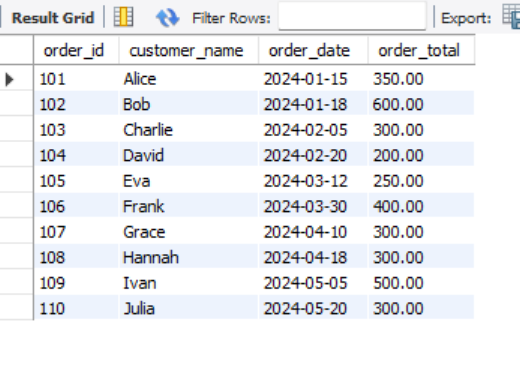 Result Grid Filter Rows: Export:
order_id customer_name order_date order_total
101 Alice 2024-01-15 350.00
102 Bob 2024-01-18 600.00
103 Charlie 2024-02-05 300.00
104 David 2024-02-20 200.00
105 Eva 2024-03-12 250.00
106 Frank 2024-03-30 400.00
107 Grace 2024-04-10 300.00
108 Hannah 2024-04-18 300.00
109 Ivan 2024-05-05 500.00
110 Julia 2024-05-20 300.00